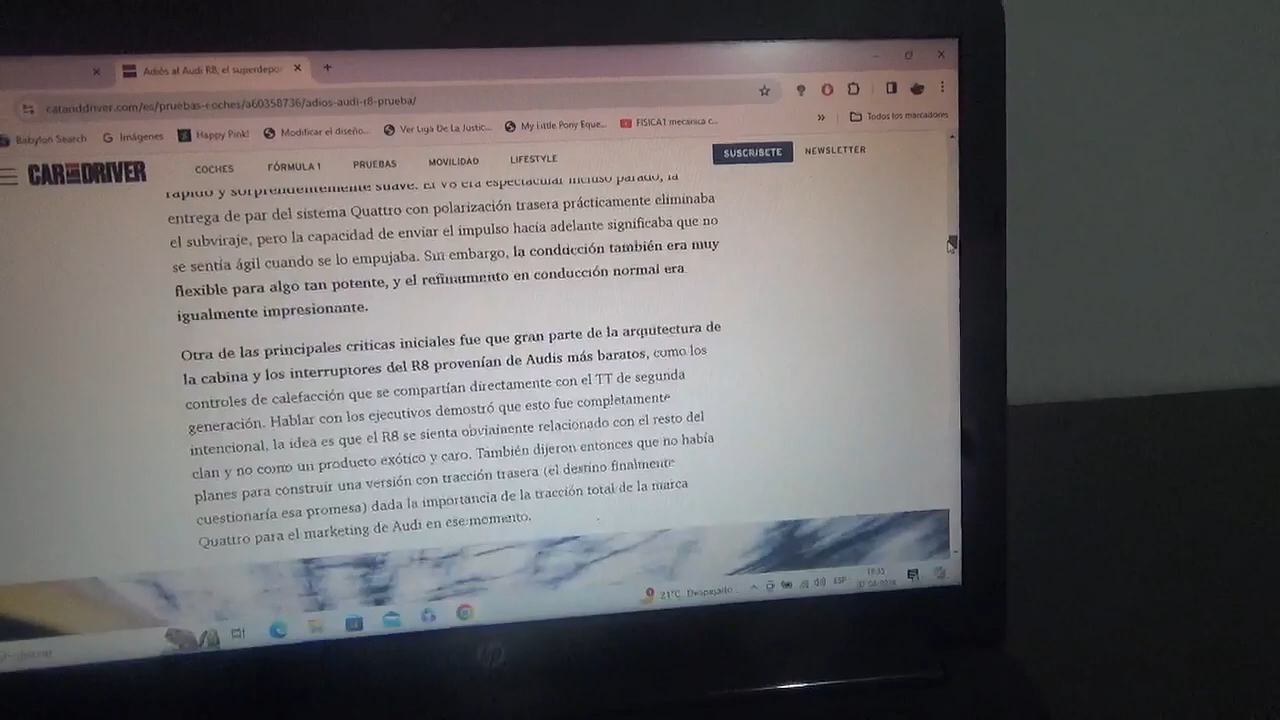 Adiós al Audi R8, el superdepor
caranddriver.com/es/pruebas-coches/a60358736/adios-audi-r8-prueba/
Babylon Search Imágenes Happy Pink! Modificar el diseño... Ver Liga De La Justic... My Little Pony Eque... FISICA1 mecánica c... » Todos los marcadores
CAR AND DRIVER COCHES FÓRMULA 1 PRUEBAS MOVILIDAD LIFESTYLE SUSCRÍBETE NEWSLETTER
rápido y sorprendentemente suave. El V8 era espectacular incluso parado, la
entrega de par del sistema Quattro con polarización trasera prácticamente eliminaba
el subviraje, pero la capacidad de enviar el impulso hacia adelante significaba que no
se sentía ágil cuando se lo empujaba. Sin embargo, la conducción también era muy
flexible para algo tan potente, y el refinamiento en conducción normal era
igualmente impresionante.
Otra de las principales críticas iniciales fue que gran parte de la arquitectura de
la cabina y los interruptores del R8 provenían de Audis más baratos, como los
controles de calefacción que se compartían directamente con el TT de segunda
generación. Hablar con los ejecutivos demostró que esto fue completamente
intencional, la idea es que el R8 se sienta obviamente relacionado con el resto del
clan y no como un producto exótico y caro. También dijeron entonces que no había
planes para construir una versión con tracción trasera (el destino finalmente
cuestionaría esa promesa) dada la importancia de la tracción total de la marca
Quattro para el marketing de Audi en ese momento.
21°C Despejado... ESP
hp